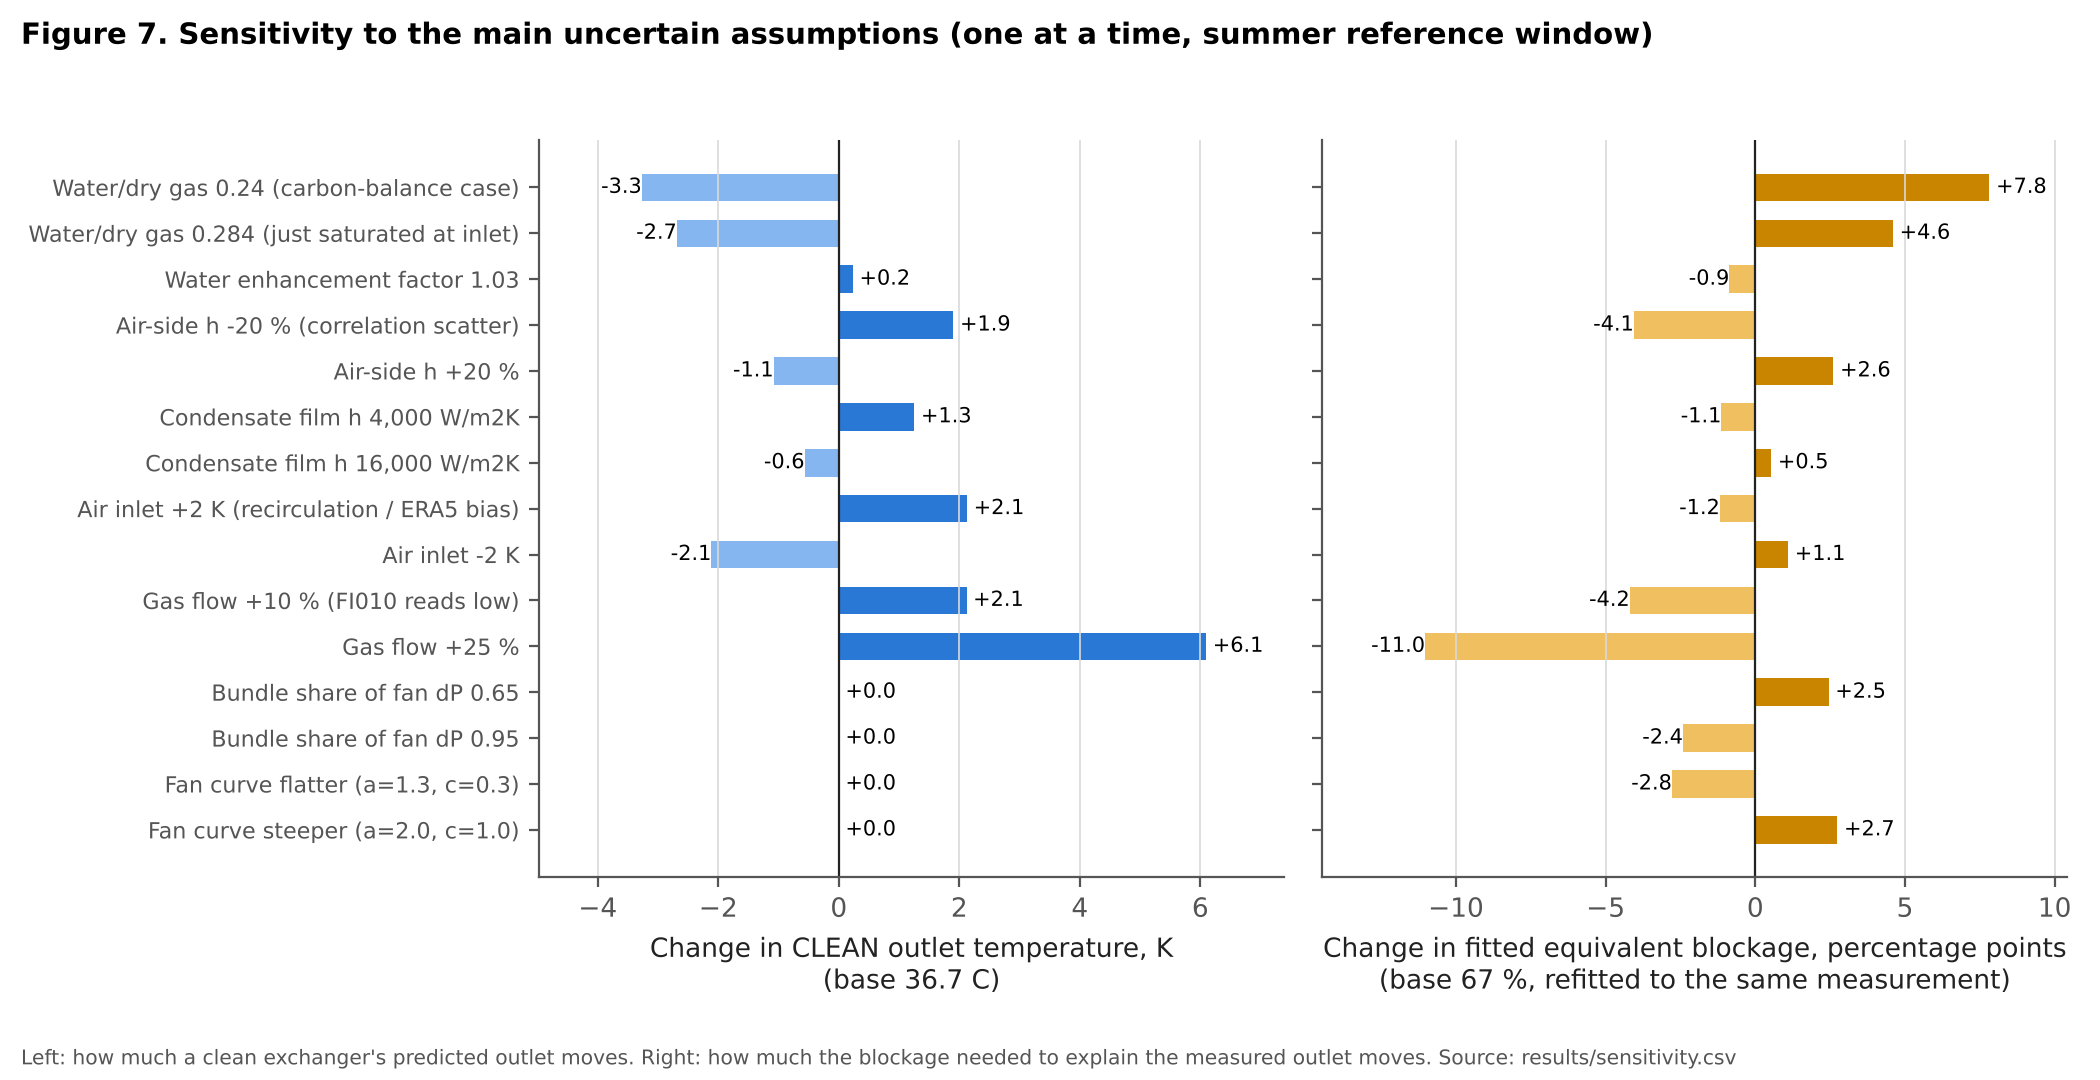 Figure 7. Sensitivity to the main uncertain assumptions (one at a time, summer reference window)
Water/dry gas 0.24 (carbon-balance case) -3.3 +7.8
Water/dry gas 0.284 (just saturated at inlet) -2.7 +4.6
Water enhancement factor 1.03 +0.2 -0.9
Air-side h -20 % (correlation scatter) +1.9 -4.1
Air-side h +20 % -1.1 +2.6
Condensate film h 4,000 W/m2K +1.3 -1.1
Condensate film h 16,000 W/m2K -0.6 +0.5
Air inlet +2 K (recirculation / ERA5 bias) +2.1 -1.2
Air inlet -2 K -2.1 +1.1
Gas flow +10 % (FI010 reads low) +2.1 -4.2
Gas flow +25 % +6.1 -11.0
Bundle share of fan dP 0.65 +0.0 +2.5
Bundle share of fan dP 0.95 +0.0 -2.4
Fan curve flatter (a=1.3, c=0.3) +0.0 -2.8
Fan curve steeper (a=2.0, c=1.0) +0.0 +2.7
−4 −2 0 2 4 6
Change in CLEAN outlet temperature, K
(base 36.7 C)
−10 −5 0 5 10
Change in fitted equivalent blockage, percentage points
(base 67 %, refitted to the same measurement)
Left: how much a clean exchanger's predicted outlet moves. Right: how much the blockage needed to explain the measured outlet moves. Source: results/sensitivity.csv